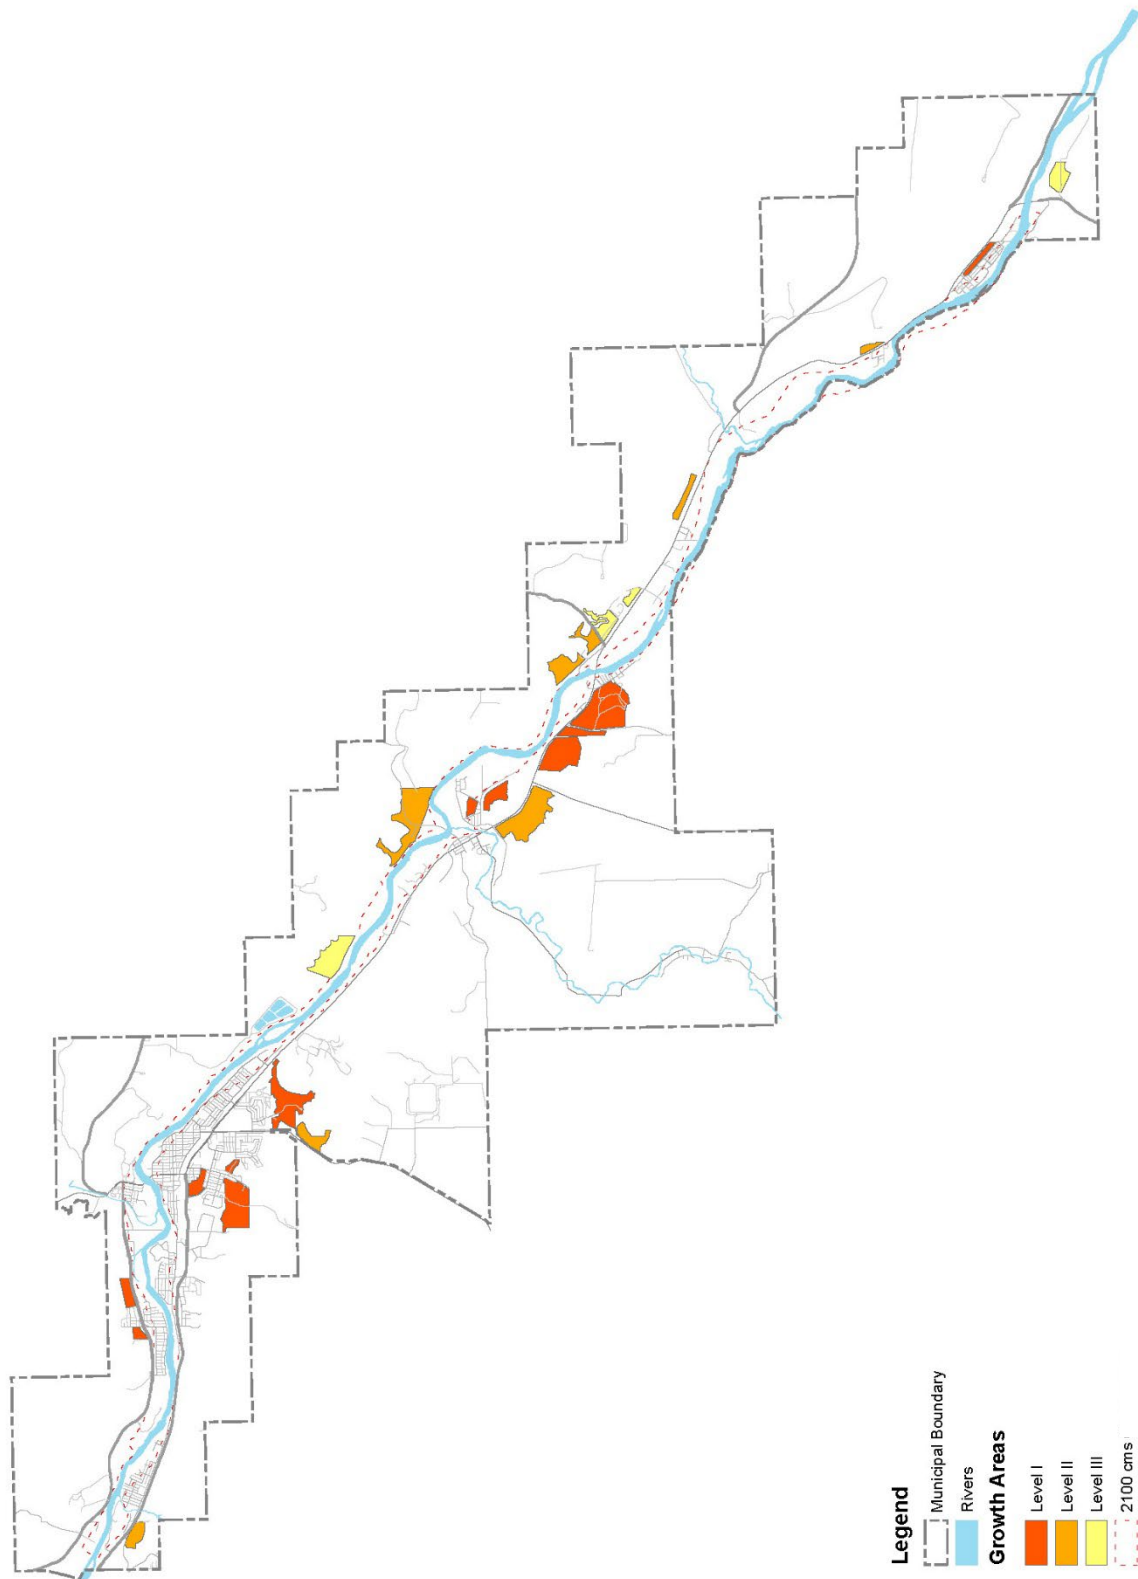 Legend
Municipal Boundary
Rivers
Growth Areas
Level I
Level II
Level III
2100 cms